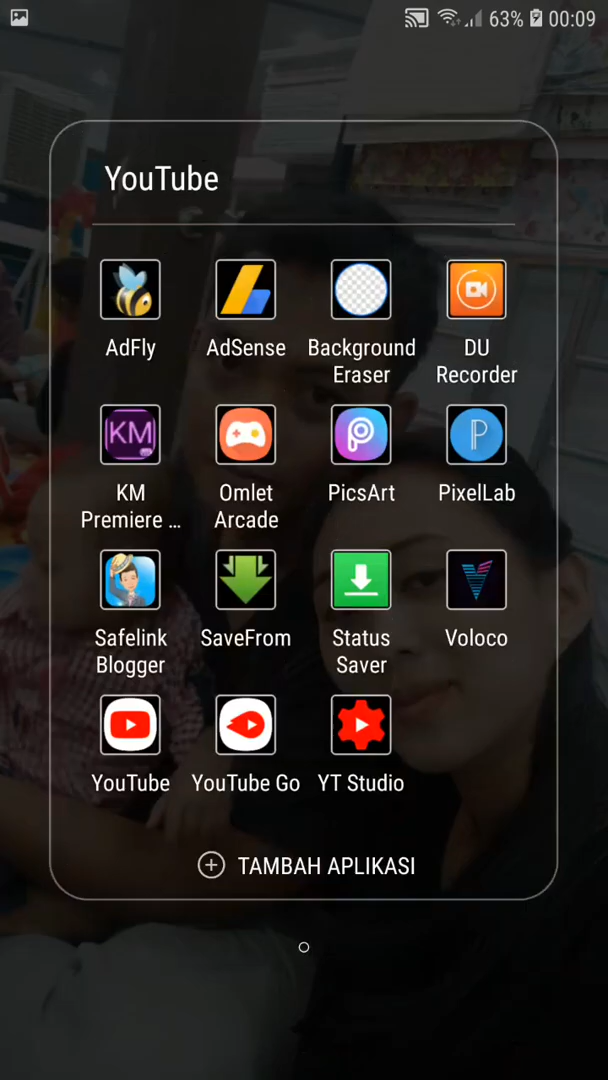 63% 00:09
YouTube
AdFly AdSense Background Eraser DU Recorder
KM Premiere ... Omlet Arcade PicsArt PixelLab
Safelink Blogger SaveFrom Status Saver Voloco
YouTube YouTube Go YT Studio
TAMBAH APLIKASI